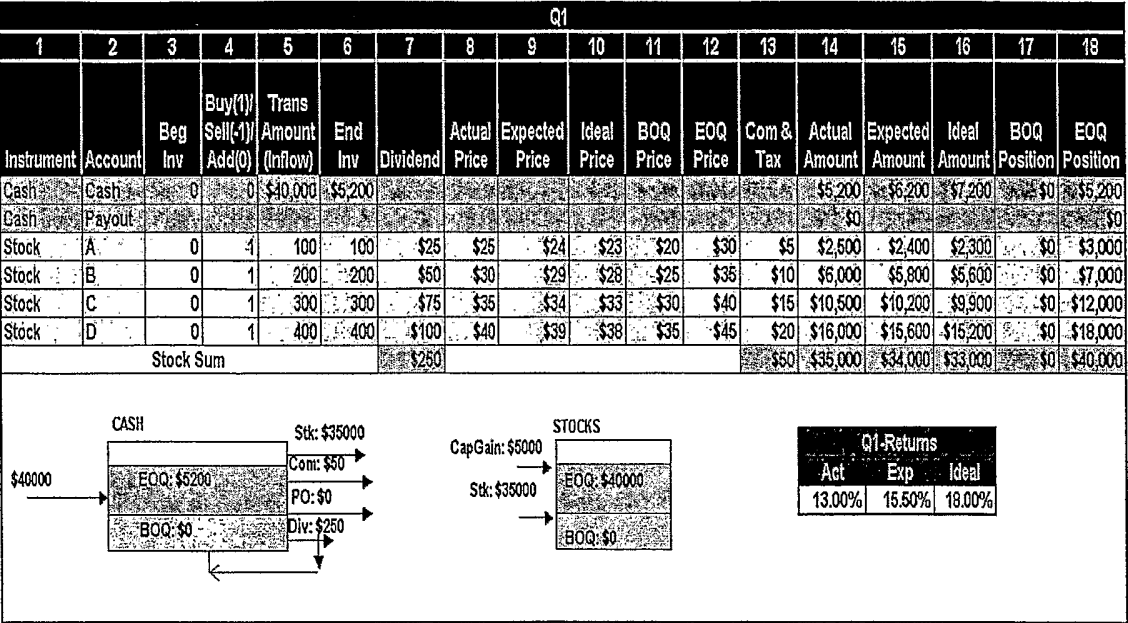 Q1
1 2 3 4 5 6 7 8 9 10 11 12 13 14 15 16 17 18
Instrument Account Beg Inv Buy(1)/ Sell(-1)/ Add(0) Trans Amount (Inflow) End Inv Dividend Actual Price Expected Price Ideal Price BOQ Price EOQ Price Com & Tax Actual Amount Expected Amount Ideal Amount BOQ Position EOQ Position
Cash Cash 0 0 $40,000 $5,200 $5,200 $6,200 $7,200 $0 $5,200
Cash Payout $0 $0
Stock A 0 1 100 100 $25 $25 $24 $23 $20 $30 $5 $2,500 $2,400 $2,300 $0 $3,000
Stock B 0 1 200 200 $50 $30 $29 $28 $25 $35 $10 $6,000 $5,800 $5,600 $0 $7,000
Stock C 0 1 300 300 $75 $35 $34 $33 $30 $40 $15 $10,500 $10,200 $9,900 $0 $12,000
Stock D 0 1 400 400 $100 $40 $39 $38 $35 $45 $20 $16,000 $15,600 $15,200 $0 $18,000
Stock Sum $250 $50 $35,000 $34,000 $33,000 $0 $40,000
CASH
$40000
EOQ: $5200
BOQ: $0
Stk: $35000
Com: $50
PO: $0
Div: $250
STOCKS
CapGain: $5000
Stk: $35000
EOQ: $40000
BOQ: $0
Q1-Returns
Act Exp Ideal
13.00% 15.50% 18.00%